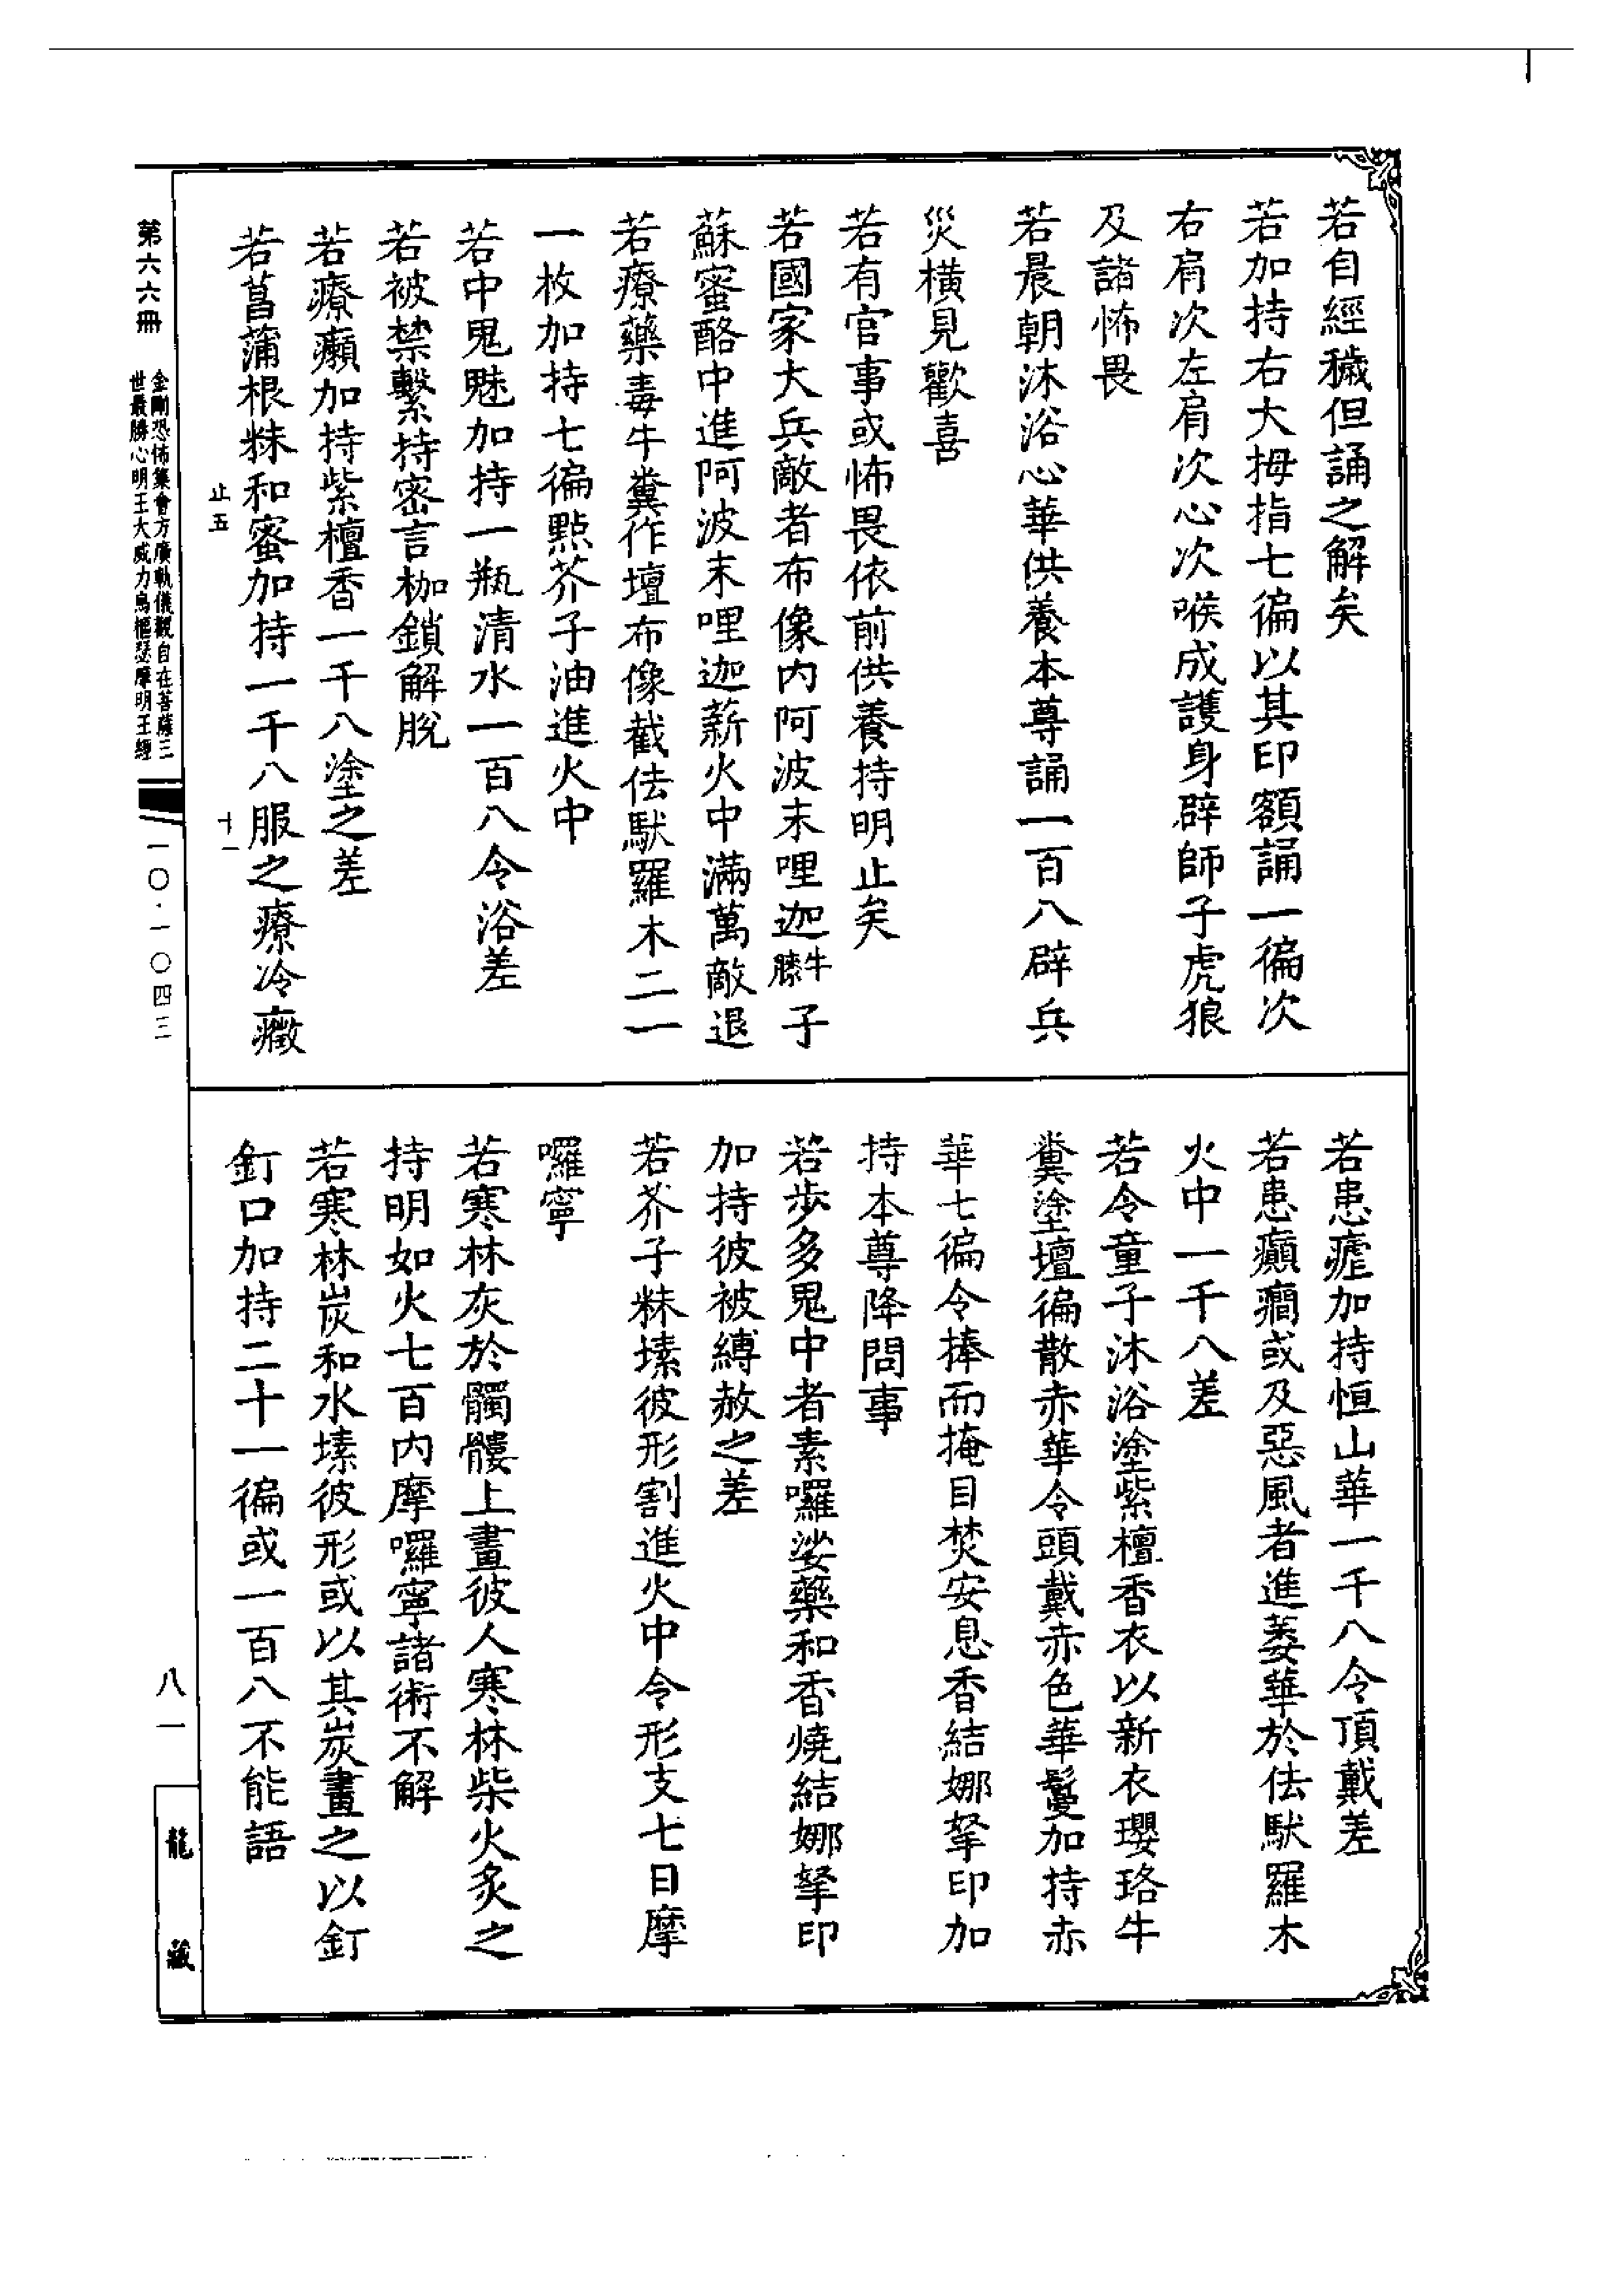 若自經穢但誦之解矣
若加持右大拇指七徧以其印額誦一徧次
右肩次左肩次心次喉成護身辟師子虎狼
及諸怖畏
若晨朝沐浴心華供養本尊誦一百八辟兵
災橫見歡喜
若有官事或怖畏依前供養持明止矣
若國家大兵敵者布像內阿波末哩迦牛膝子
蘇蜜酪中進阿波末哩迦薪火中滿萬敵退
若療藥毒牛糞作壇布像截佉馱羅木二一
一枚加持七徧點芥子油進火中
若中鬼魅加持一瓶清水一百八令浴差
若被禁繫持密言枷鎖解脫
若療癲加持紫檀香一千八塗之差
若菖蒲根粖和蜜加持一千八服之療冷癥
若患瘧加持恒山華一千八令頂戴差
若患癲癇或及惡風者進蔞華於佉馱羅木
火中一千八差
若令童子沐浴塗紫檀香衣以新衣瓔珞牛
糞塗壇徧散赤華令頭戴赤色華鬘加持赤
華七徧令捧而掩目焚安息香結娜拏印加
持本尊降問事
若步多鬼中者素囉娑藥和香燒結娜拏印
加持彼被縛赦之差
若芥子粖塐彼形割進火中令形支七日摩
囉寧
若寒林灰於髑髏上畫彼人寒林柴火炙之
持明如火七百內摩囉寧諸術不解
若寒林炭和水塐彼形或以其炭畫之以釘
釘口加持二十一徧或一百八不能語
止五
十一
第六六冊
金剛恐怖集會方廣軌儀觀自在菩薩三
世最勝心明王大威力烏樞瑟摩明王經
一〇·一〇四三
八一
龍藏